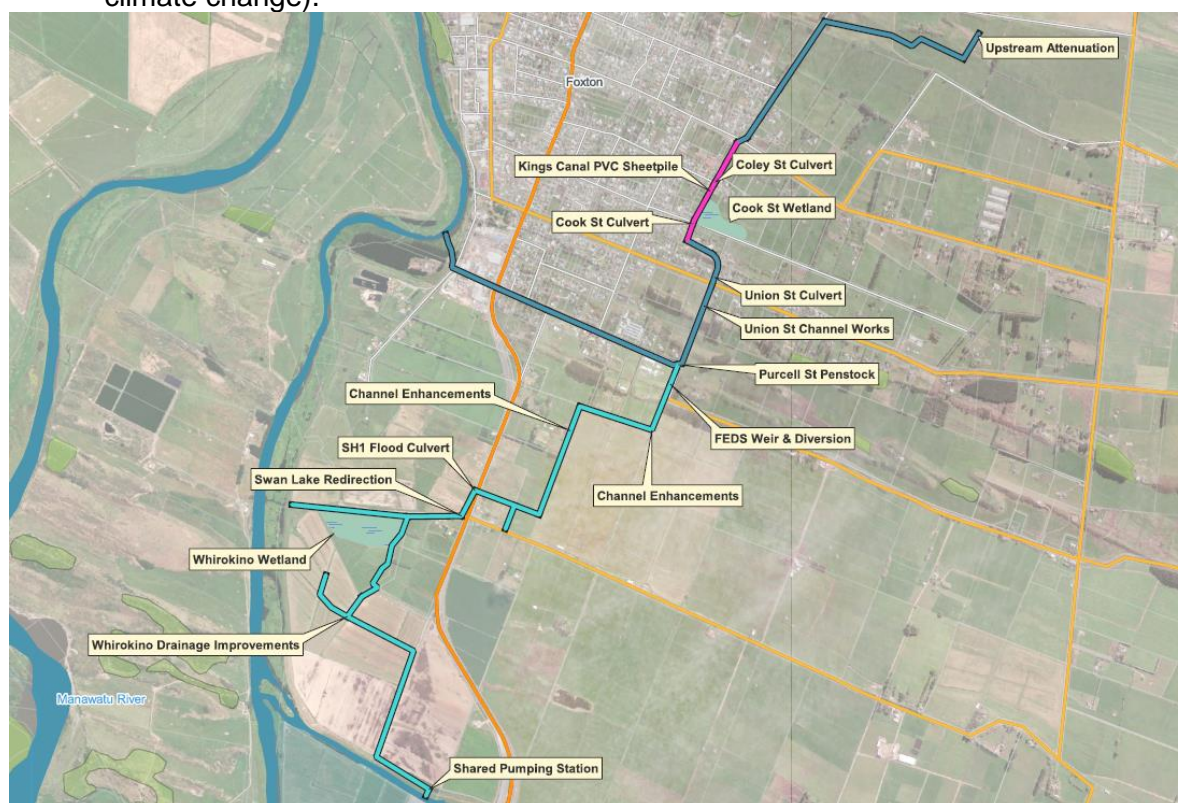 climate change).
Upstream Attenuation
Foxton
Kings Canal PVC Sheetpile
Coley St Culvert
Cook St Wetland
Cook St Culvert
Union St Culvert
Union St Channel Works
Purcell St Penstock
Channel Enhancements
FEDS Weir & Diversion
SH1 Flood Culvert
Swan Lake Redirection
Channel Enhancements
Whirokino Wetland
Whirokino Drainage Improvements
Manawatu River
Shared Pumping Station